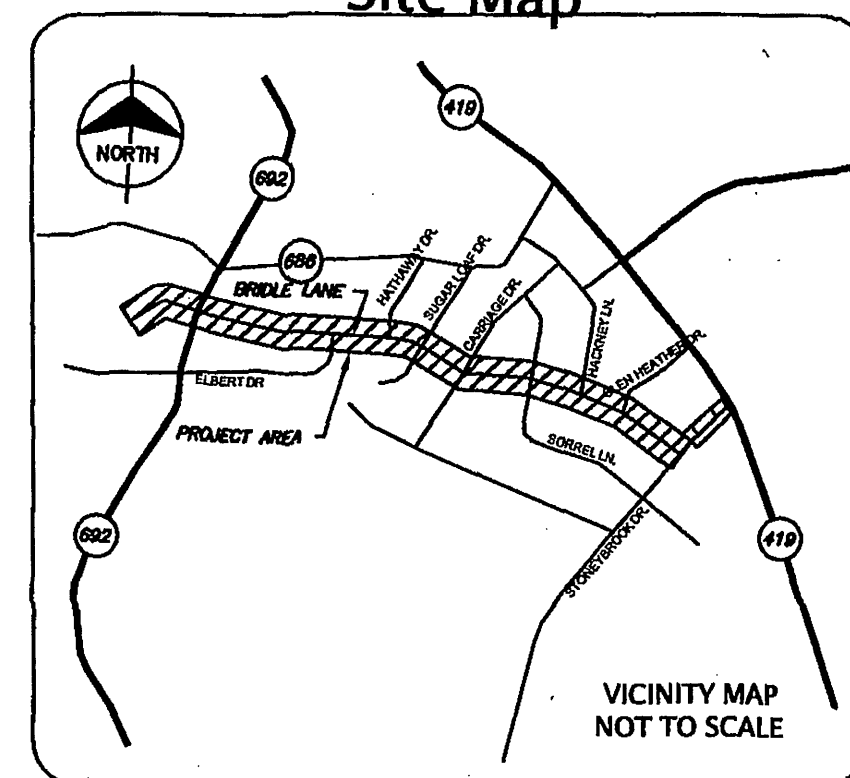 Site Map
419
NORTH
692
686
HATHAWAY DR.
SUGAR LOAF DR.
BRIDLE LANE
CARRIAGE DR.
HACKNEY LN.
GLEN HEATHER DR.
ELBERT DR
PROJECT AREA
SORREL LN.
692
STONEYBROOK DR.
419
VICINITY MAP
NOT TO SCALE